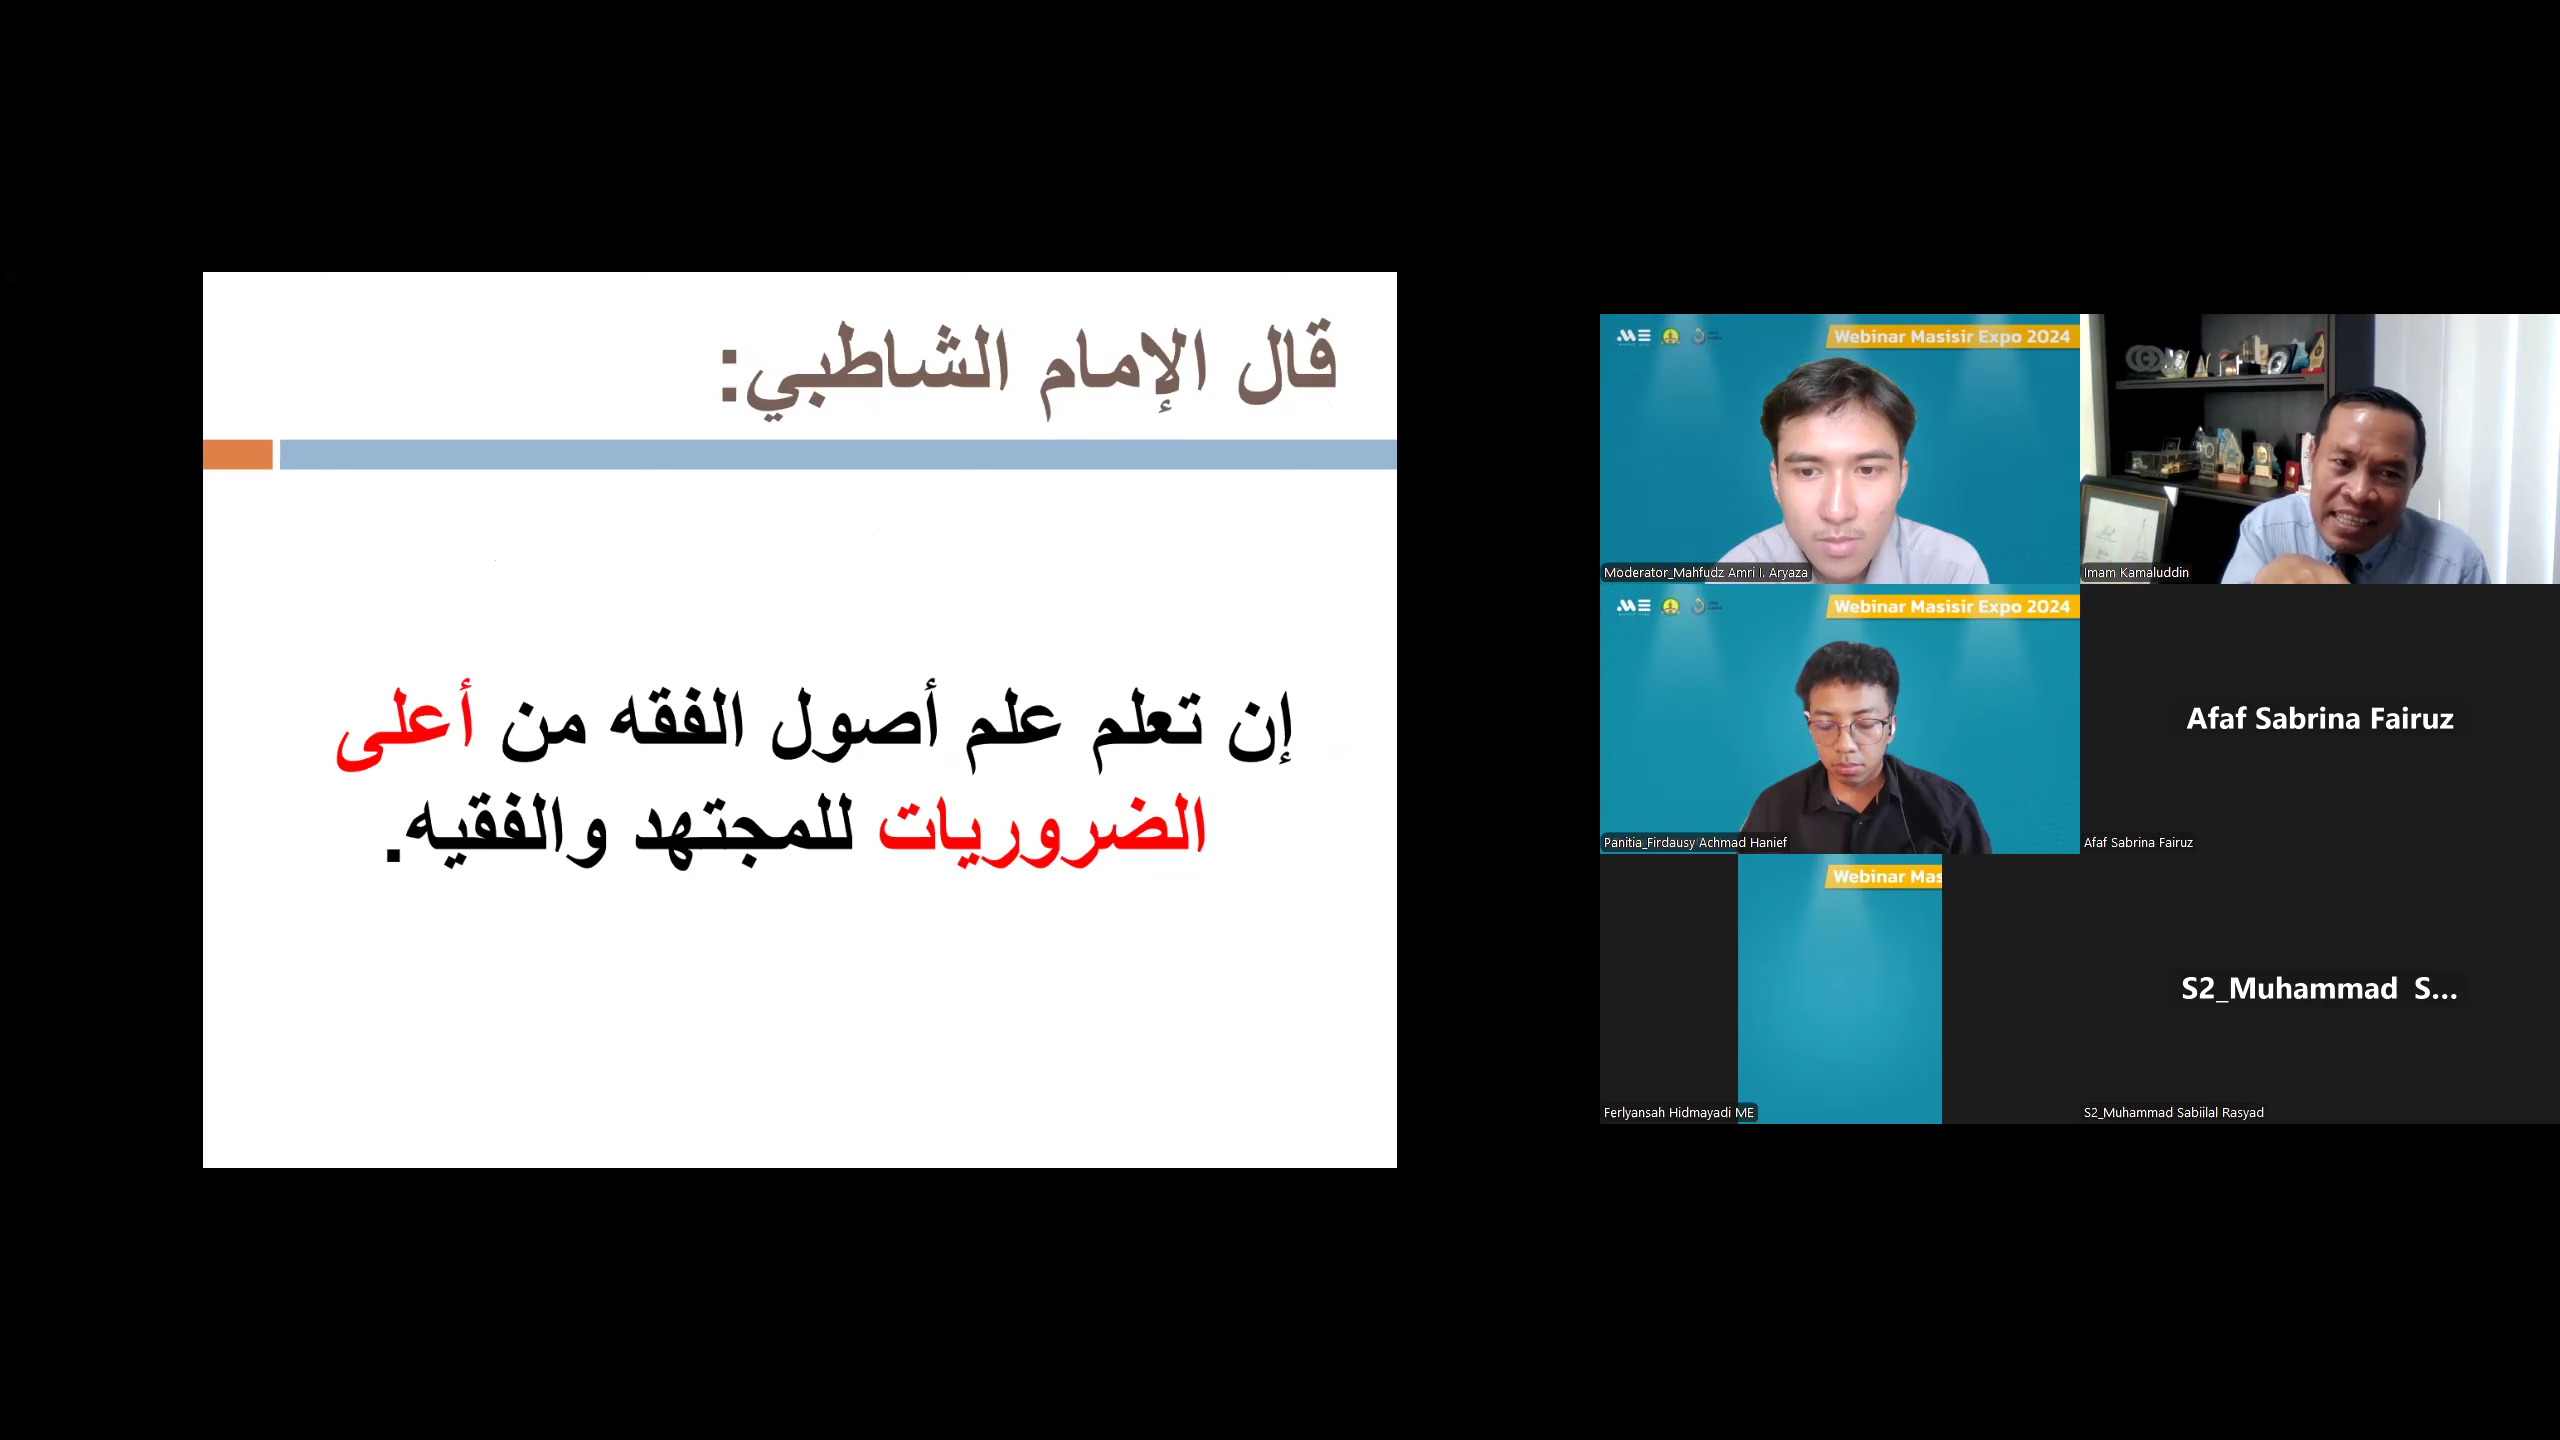 قال الإمام الشاطبي:
إن تعلم علم أصول الفقه من أعلى
الضروريات للمجتهد والفقيه.
ME
Webinar Masisir Expo 2024
Moderator_Mahfudz Amri I. Aryaza
Imam Kamaluddin
ME
Webinar Masisir Expo 2024
Panitia_Firdausy Achmad Hanief
Afaf Sabrina Fairuz
Afaf Sabrina Fairuz
Webinar Mas
Ferlyansah Hidmayadi ME
S2_Muhammad S...
S2_Muhammad Sabiilal Rasyad